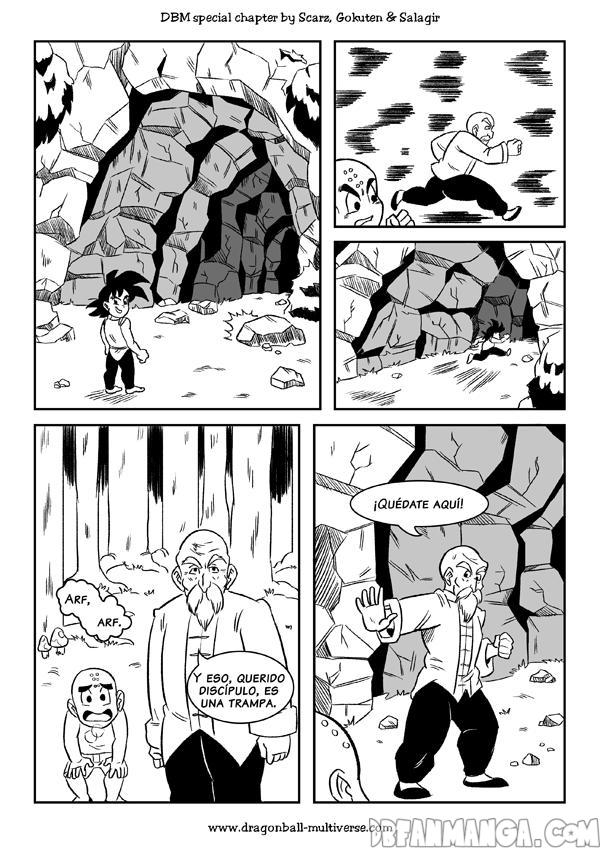 DBM special chapter by Scarz, Gokuten & Salagir
ARF,
ARF.
Y ESO, QUERIDO
DISCÍPULO, ES
UNA TRAMPA.
¡QUÉDATE AQUÍ!
www.dragonball-multiverse.com
DBFANMANGA.COM